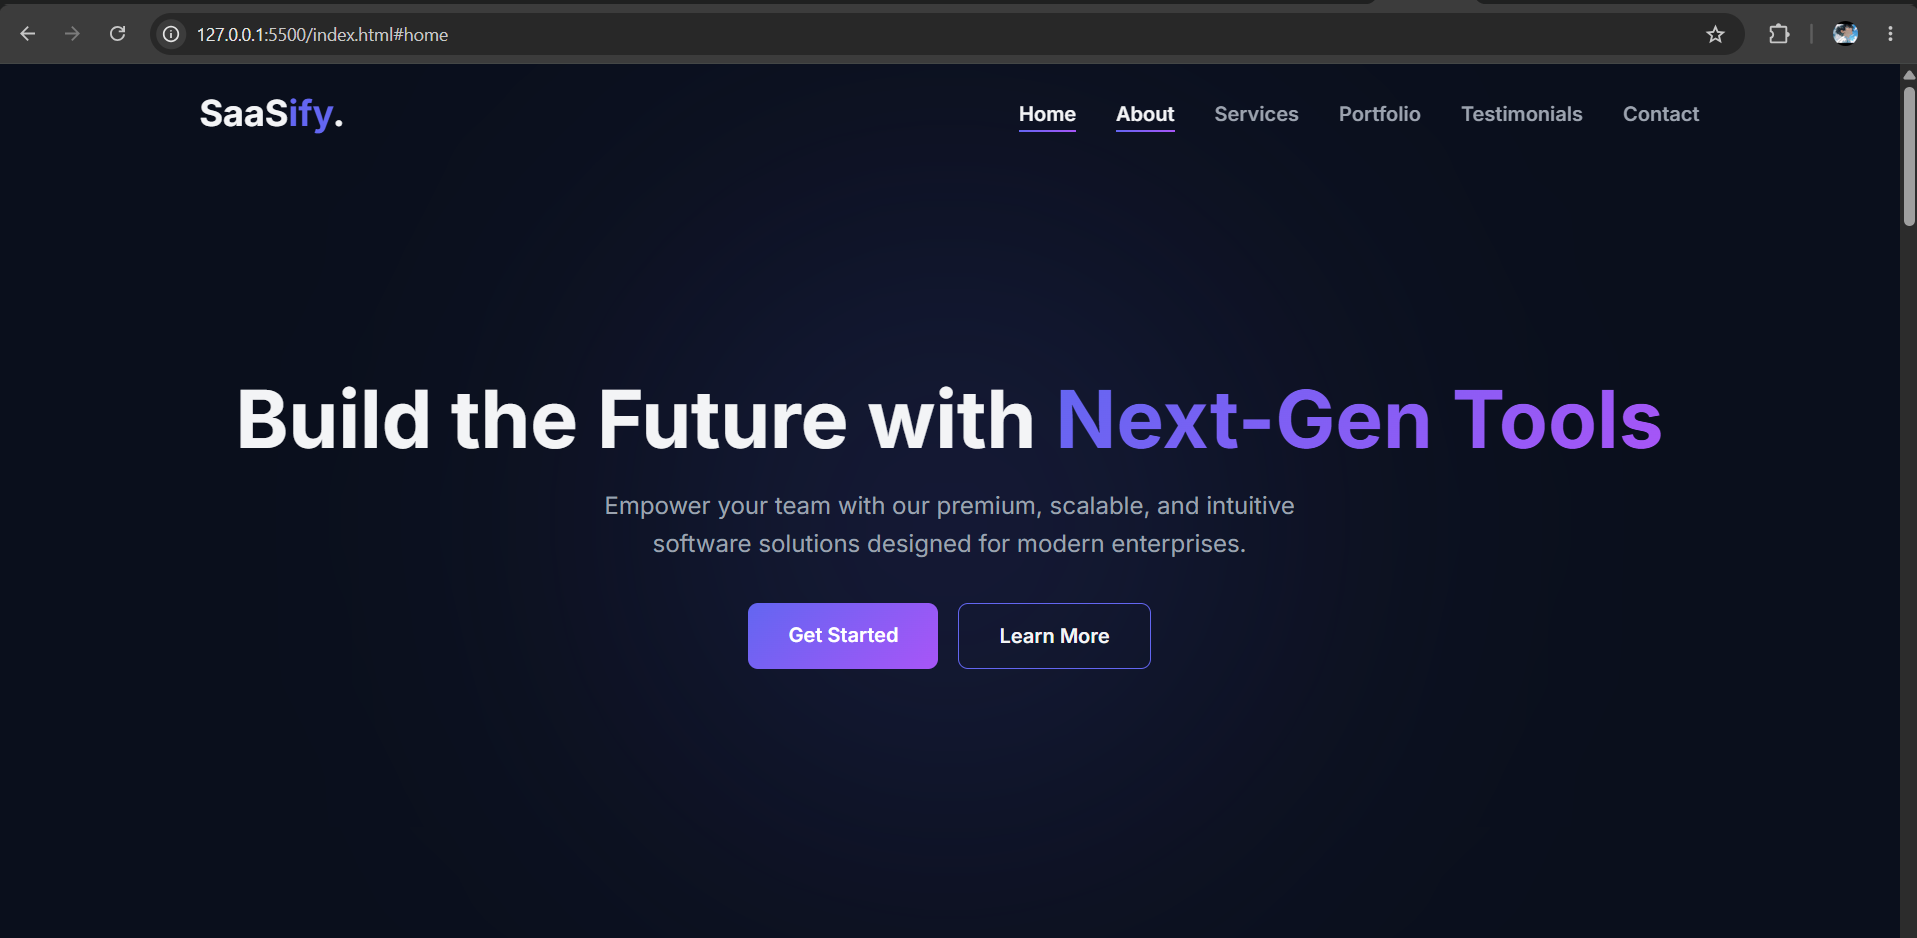 127.0.0.1:5500/index.html#home
SaaSify.
Home About Services Portfolio Testimonials Contact
Build the Future with Next-Gen Tools
Empower your team with our premium, scalable, and intuitive
software solutions designed for modern enterprises.
Get Started Learn More